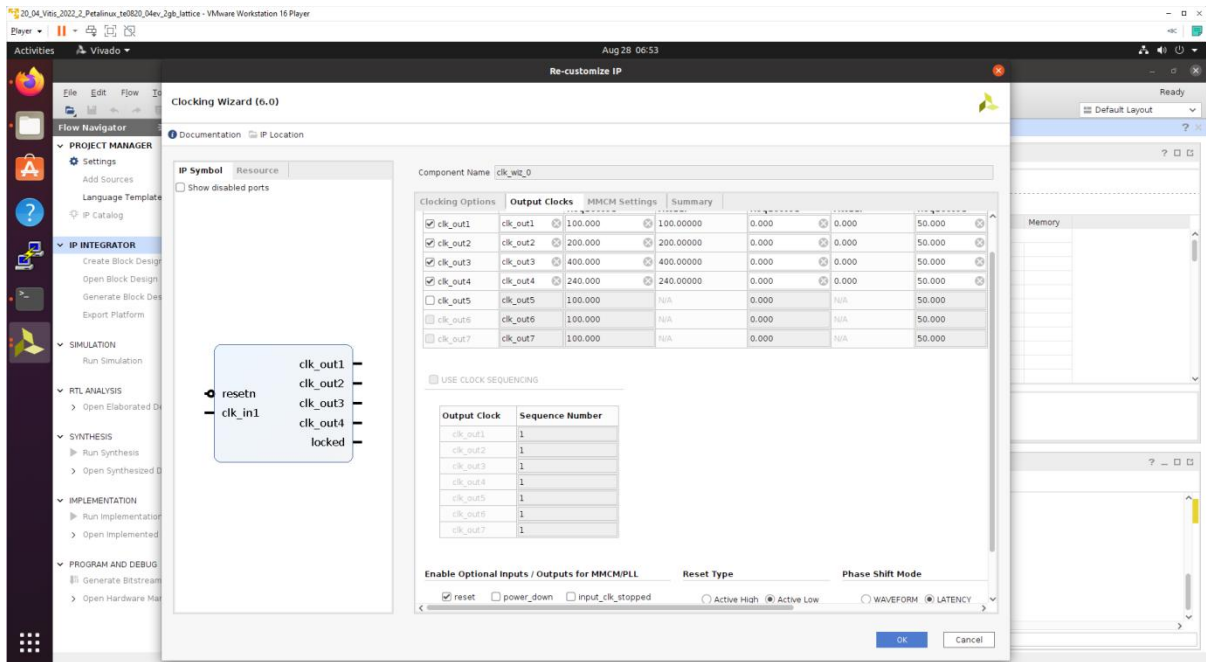 20_04_Vitis_2022_2_Petalinux_te0820_04ev_2gb_lattice - VMware Workstation 16 Player
Player
Activities Vivado Aug 28 06:53
Re-customize IP
File Edit Flow To
Ready
Default Layout
Flow Navigator
PROJECT MANAGER
Settings
Add Sources
Language Template
IP Catalog
IP INTEGRATOR
Create Block Desigr
Open Block Design
Generate Block Des
Export Platform
SIMULATION
Run Simulation
RTL ANALYSIS
Open Elaborated De
SYNTHESIS
Run Synthesis
Open Synthesized D
IMPLEMENTATION
Run Implementation
Open Implemented
PROGRAM AND DEBUG
Generate Bitstream
Open Hardware Mar
Clocking Wizard (6.0)
Documentation IP Location
IP Symbol Resource
Show disabled ports
resetn
clk_in1
clk_out1
clk_out2
clk_out3
clk_out4
locked
Component Name clk_wiz_0
Clocking Options Output Clocks MMCM Settings Summary
clk_out1 clk_out1 100.000 100.00000 0.000 0.000 50.000
clk_out2 clk_out2 200.000 200.00000 0.000 0.000 50.000
clk_out3 clk_out3 400.000 400.00000 0.000 0.000 50.000
clk_out4 clk_out4 240.000 240.00000 0.000 0.000 50.000
clk_out5 clk_out5 100.000 N/A 0.000 N/A 50.000
clk_out6 clk_out6 100.000 N/A 0.000 N/A 50.000
clk_out7 clk_out7 100.000 N/A 0.000 N/A 50.000
USE CLOCK SEQUENCING
Output Clock Sequence Number
clk_out1 1
clk_out2 1
clk_out3 1
clk_out4 1
clk_out5 1
clk_out6 1
clk_out7 1
Enable Optional Inputs / Outputs for MMCM/PLL Reset Type Phase Shift Mode
reset power_down input_clk_stopped Active High Active Low WAVEFORM LATENCY
OK Cancel
Memory